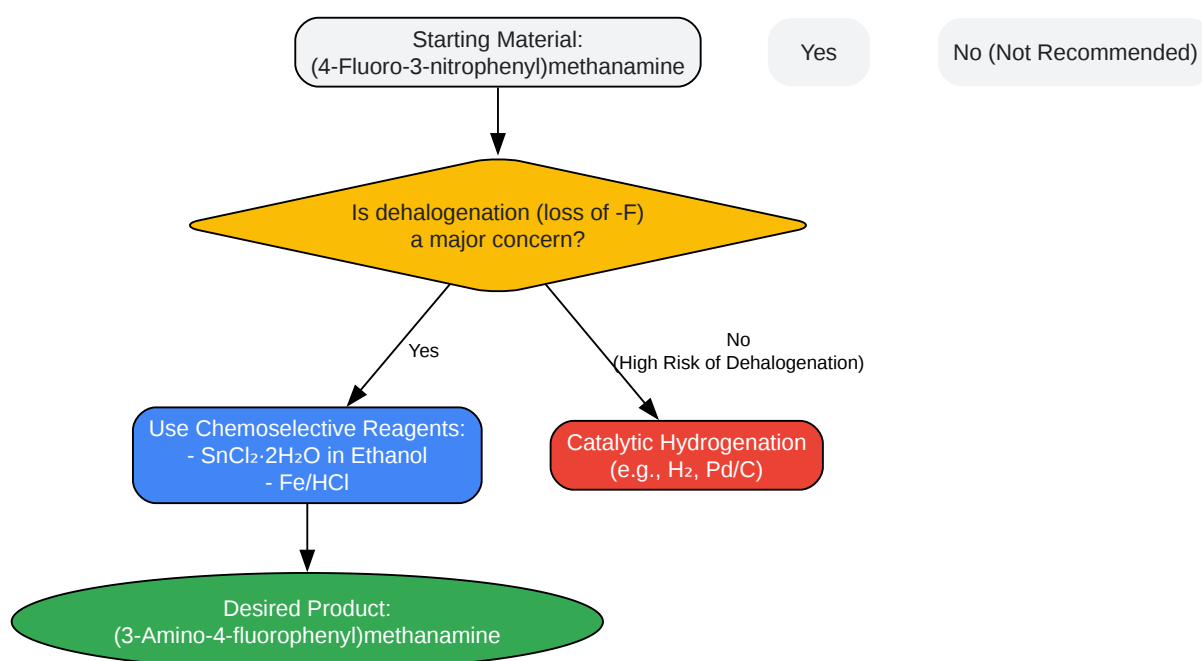 Starting Material:
(4-Fluoro-3-nitrophenyl)methanamine
Yes
No (Not Recommended)
Is dehalogenation (loss of -F)
a major concern?
Yes
No
(High Risk of Dehalogenation)
Use Chemoselective Reagents:
- SnCl₂·2H₂O in Ethanol
- Fe/HCl
Catalytic Hydrogenation
(e.g., H₂, Pd/C)
Desired Product:
(3-Amino-4-fluorophenyl)methanamine